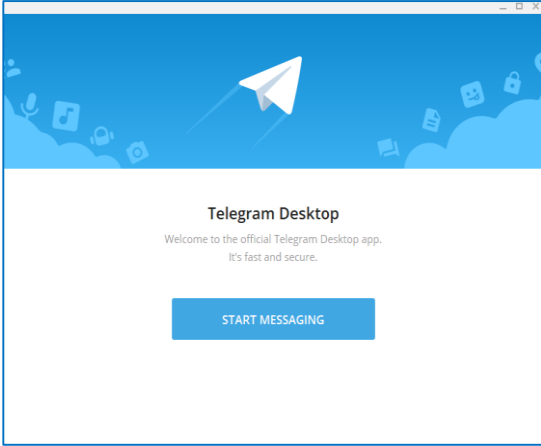 Telegram Desktop
Welcome to the official Telegram Desktop app.
It's fast and secure.
START MESSAGING